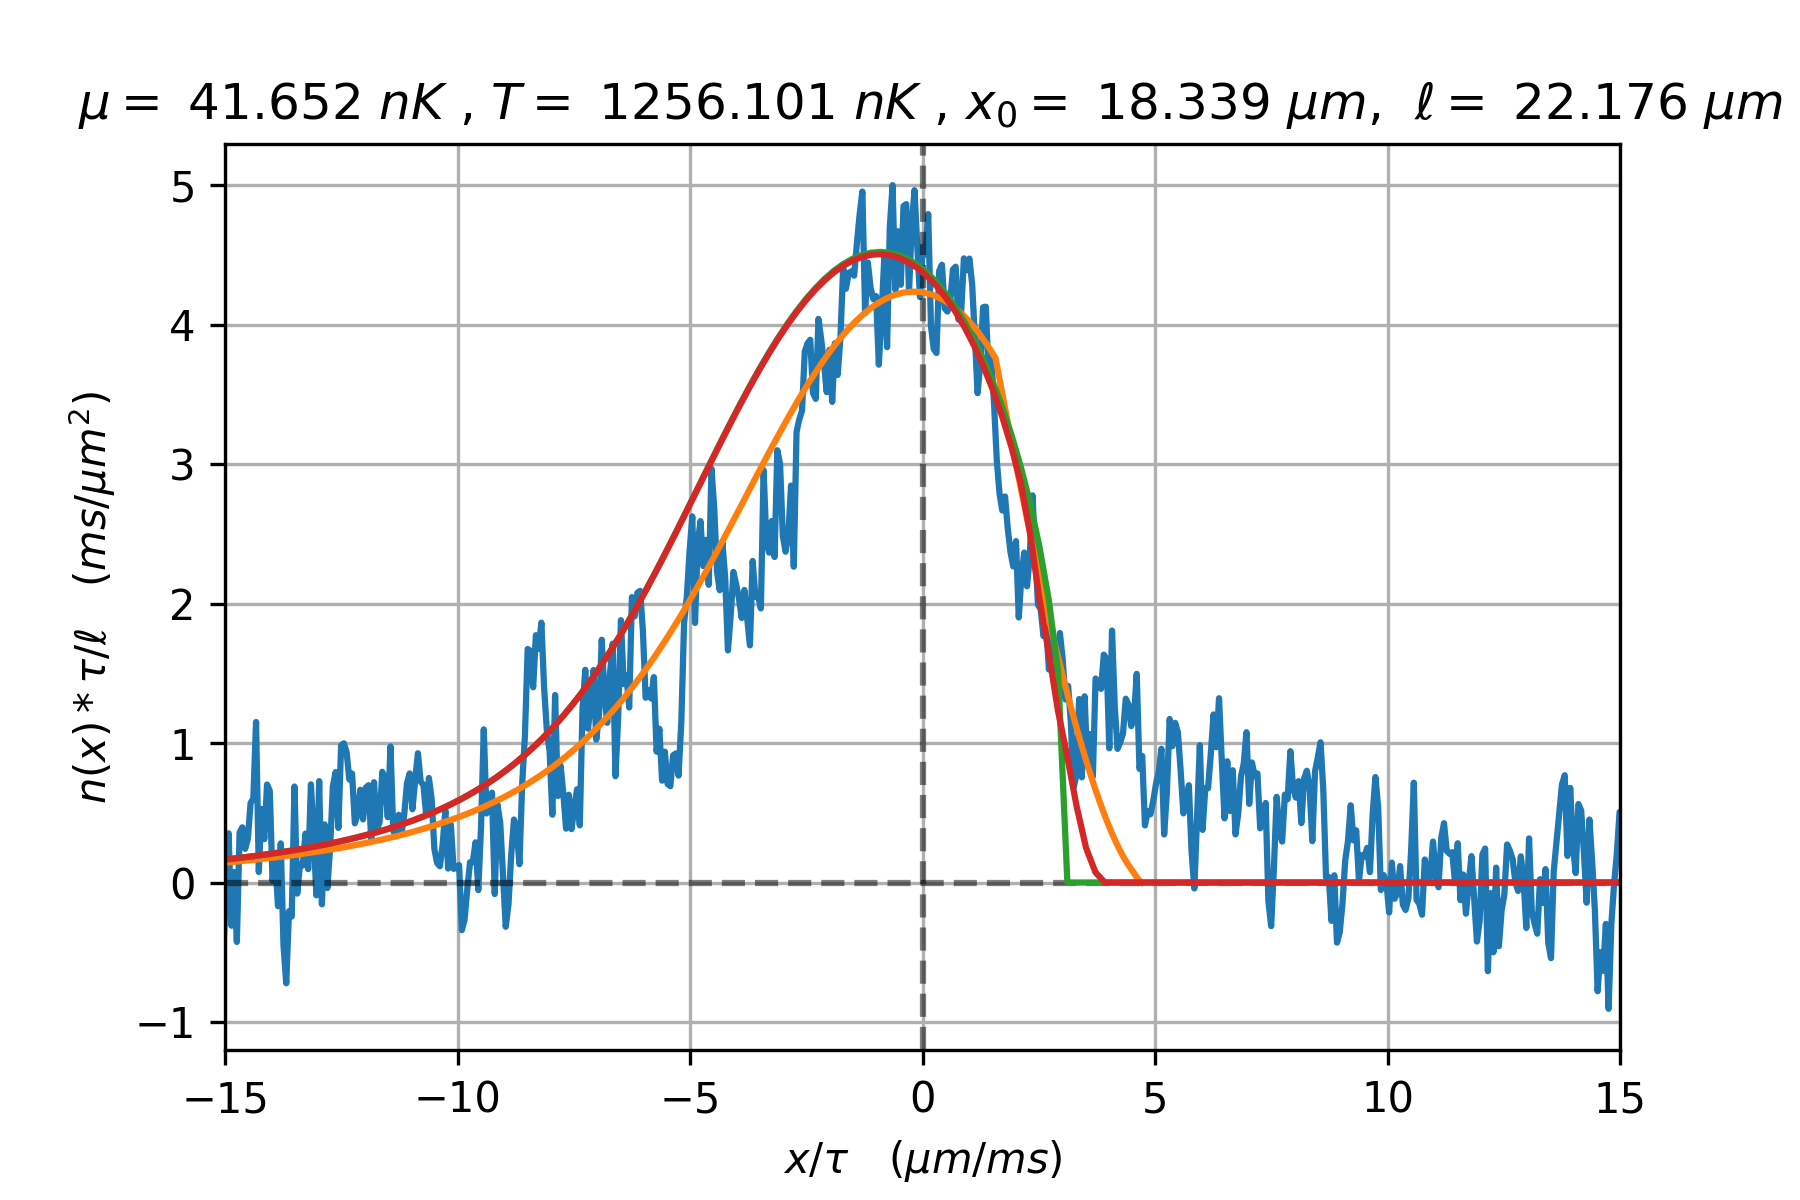 μ = 41.652 nK , T = 1256.101 nK , x₀ = 18.339 μm, ℓ = 22.176 μm
n(x) * τ/ℓ (ms/μm²)
5
4
3
2
1
0
−1
−15 −10 −5 0 5 10 15
x/τ (μm/ms)